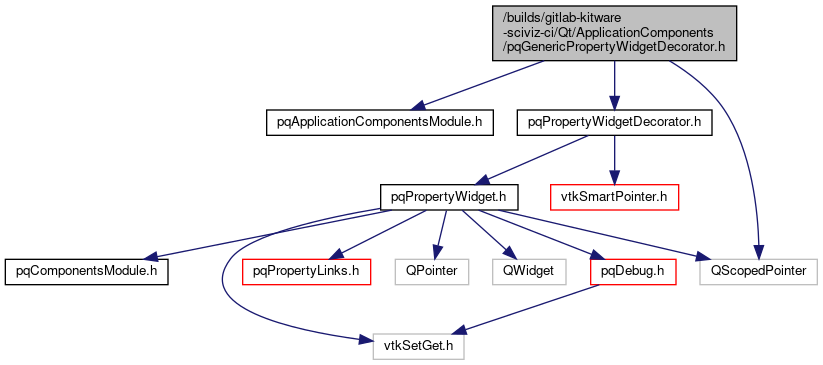 /builds/gitlab-kitware
-sciviz-ci/Qt/ApplicationComponents
/pqGenericPropertyWidgetDecorator.h
pqApplicationComponentsModule.h
pqPropertyWidgetDecorator.h
pqPropertyWidget.h
vtkSmartPointer.h
pqComponentsModule.h
pqPropertyLinks.h
QPointer
QWidget
pqDebug.h
QScopedPointer
vtkSetGet.h